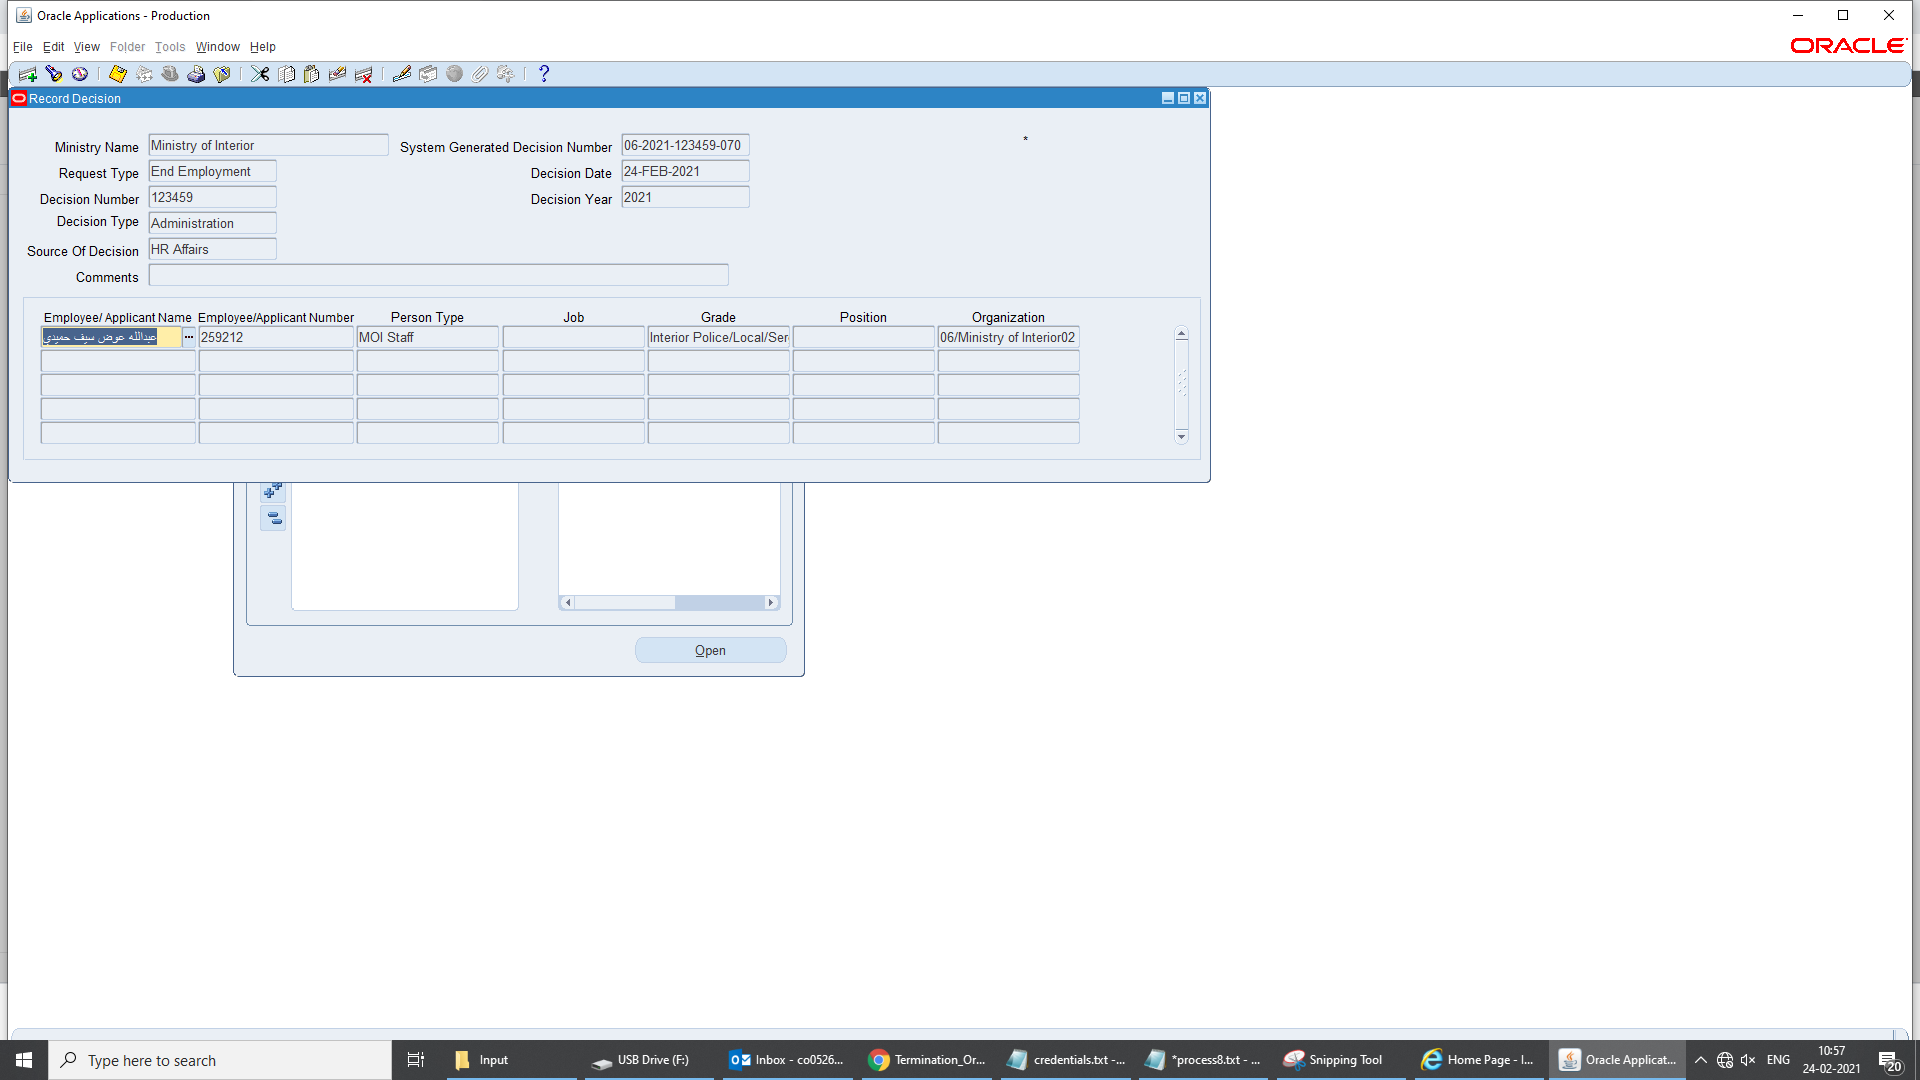 Oracle Applications - Production
File Edit View Folder Tools Window Help
ORACLE
Record Decision
Ministry Name Ministry of Interior System Generated Decision Number 06-2021-123459-070 *
Request Type End Employment Decision Date 24-FEB-2021
Decision Number 123459 Decision Year 2021
Decision Type Administration
Source Of Decision HR Affairs
Comments
Employee/ Applicant Name Employee/Applicant Number Person Type Job Grade Position Organization
عبدالله عوض سيف حميدي ... 259212 MOI Staff Interior Police/Local/Ser 06/Ministry of Interior02
Open
Type here to search Input USB Drive (F:) Inbox - co0526... Termination_Or... credentials.txt -... *process8.txt - ... Snipping Tool Home Page - I... Oracle Applicat... ENG 10:57
24-02-2021 20